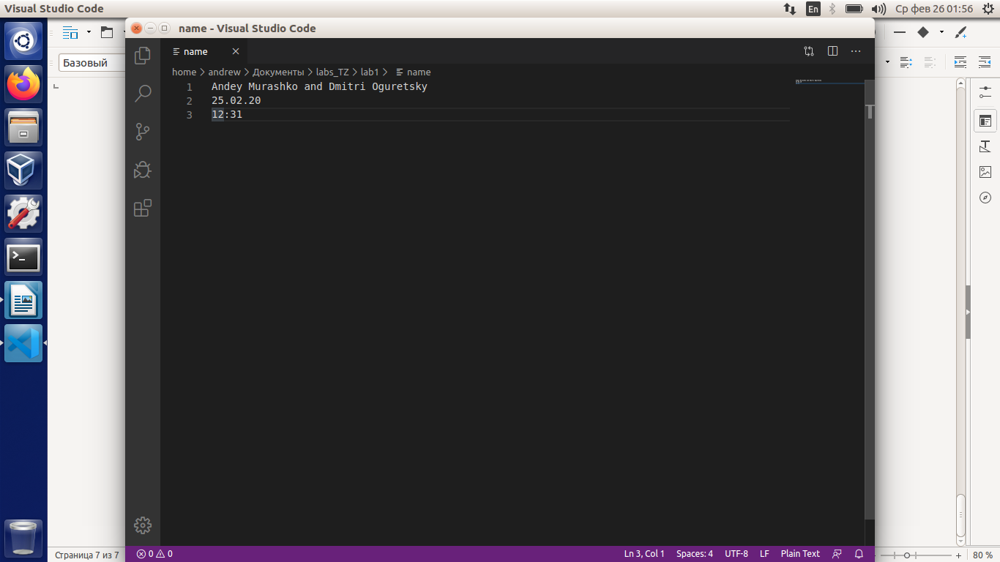 Visual Studio Code
En
Ср фев 26 01:56
name - Visual Studio Code
Базовый
name
home > andrew > Документы > labs_TZ > lab1 > name
1 Andey Murashko and Dmitri Oguretsky
2 25.02.20
3 12:31
Страница 7 из 7
0 0
Ln 3, Col 1 Spaces: 4 UTF-8 LF Plain Text
80 %